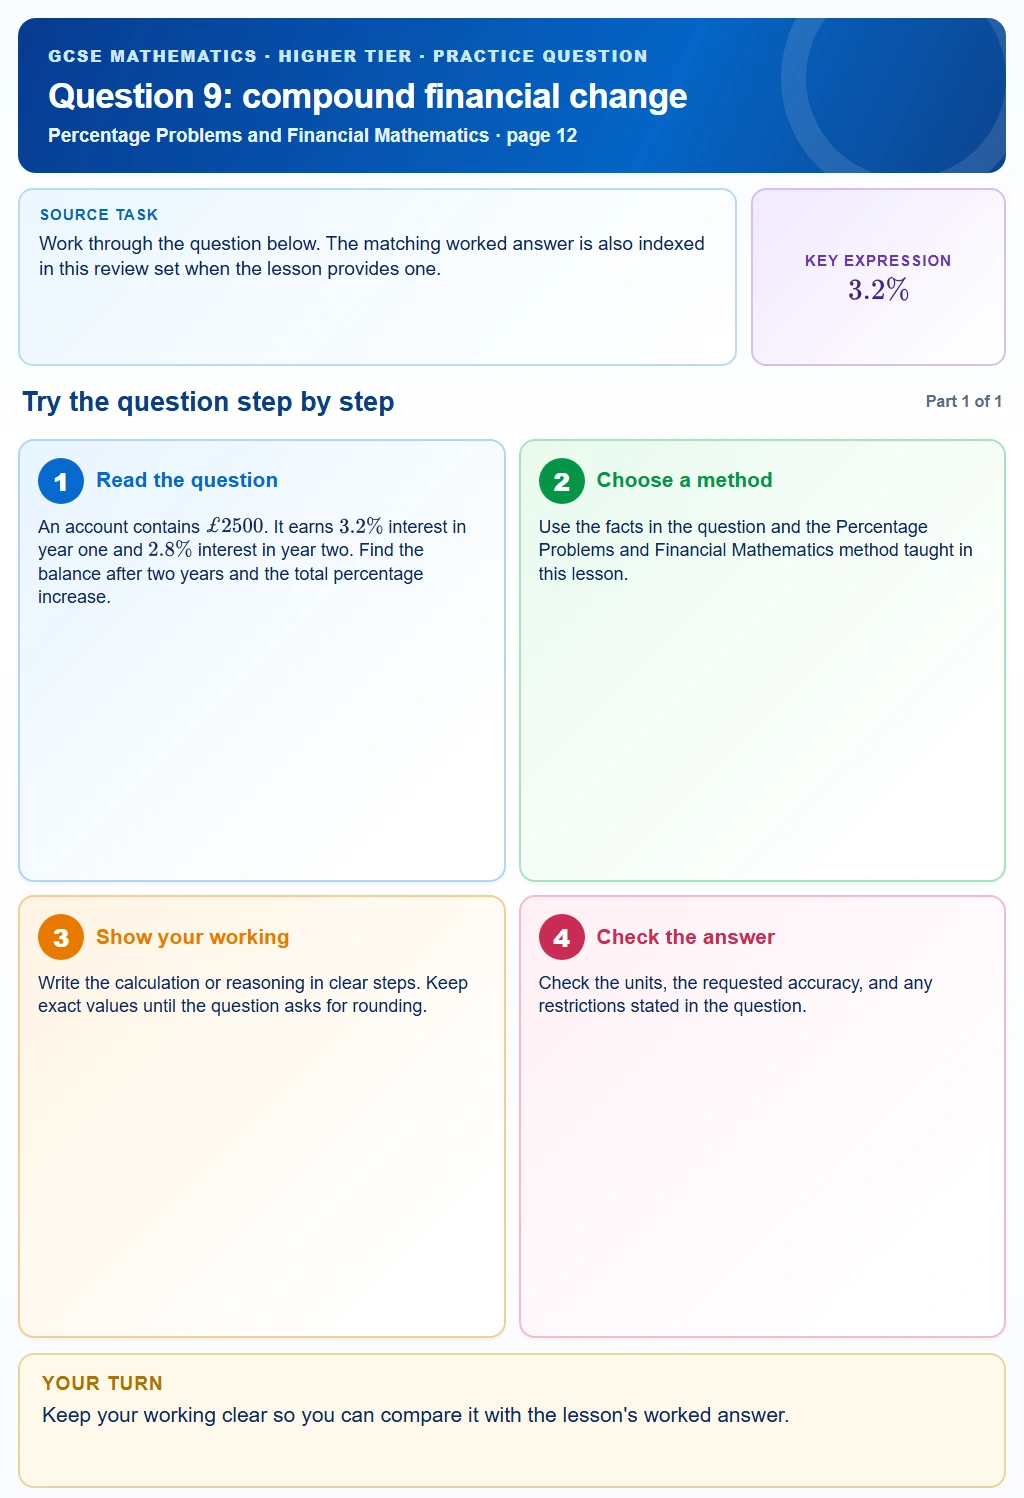 GCSE MATHEMATICS · HIGHER TIER · PRACTICE QUESTION
Question 9: compound financial change
Percentage Problems and Financial Mathematics · page 12
SOURCE TASK
Work through the question below. The matching worked answer is also indexed
in this review set when the lesson provides one.
KEY EXPRESSION
3.2%
Try the question step by step
Part 1 of 1
1 Read the question
An account contains £2500. It earns 3.2% interest in
year one and 2.8% interest in year two. Find the
balance after two years and the total percentage
increase.
2 Choose a method
Use the facts in the question and the Percentage
Problems and Financial Mathematics method taught in
this lesson.
3 Show your working
Write the calculation or reasoning in clear steps. Keep
exact values until the question asks for rounding.
4 Check the answer
Check the units, the requested accuracy, and any
restrictions stated in the question.
YOUR TURN
Keep your working clear so you can compare it with the lesson's worked answer.